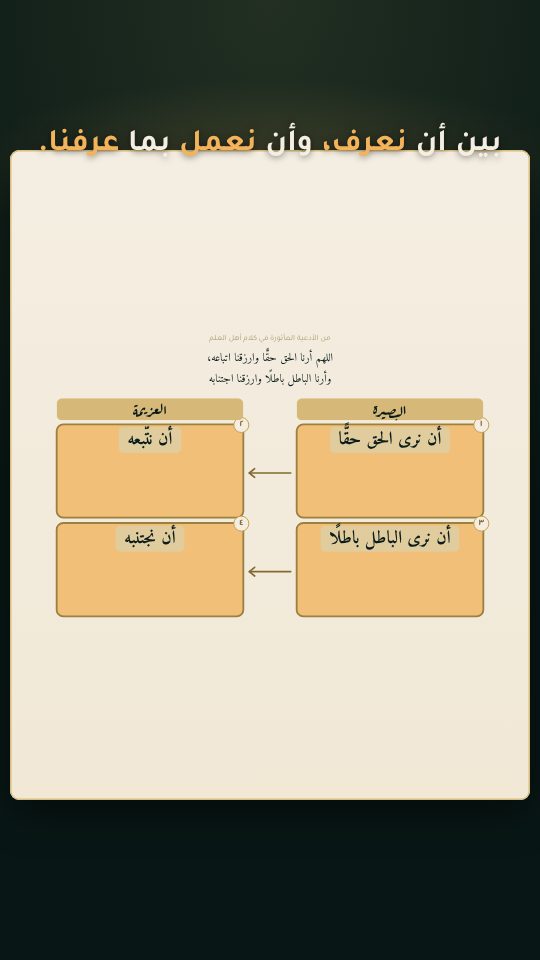 بين أن نعرف، وأن نعمل بما عرفنا.
من الأدعية المأثورة في كلام أهل العلم
اللهم أرنا الحق حقًّا وارزقنا اتباعه،
وأرنا الباطل باطلًا وارزقنا اجتنابه
البصيرة
العزيمة
١
أن نرى الحق حقًّا
٢
أن نتّبعه
٣
أن نرى الباطل باطلًا
٤
أن نجتنبه